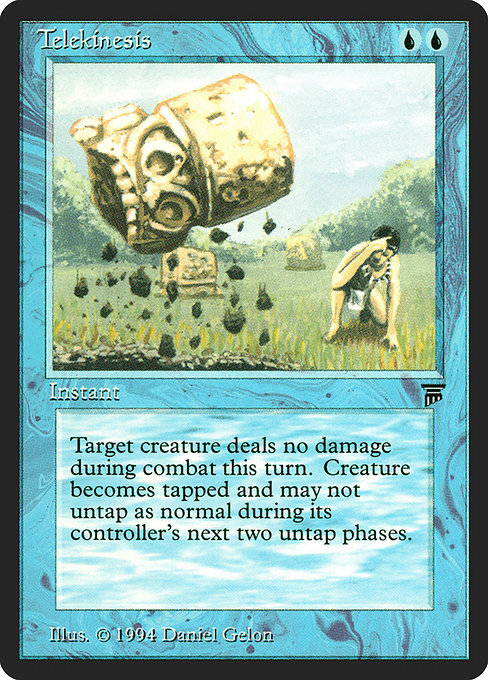 Telekinesis
Instant
Target creature deals no damage
during combat this turn. Creature
becomes tapped and may not
untap as normal during its
controller's next two untap phases.
Illus. © 1994 Daniel Gelon